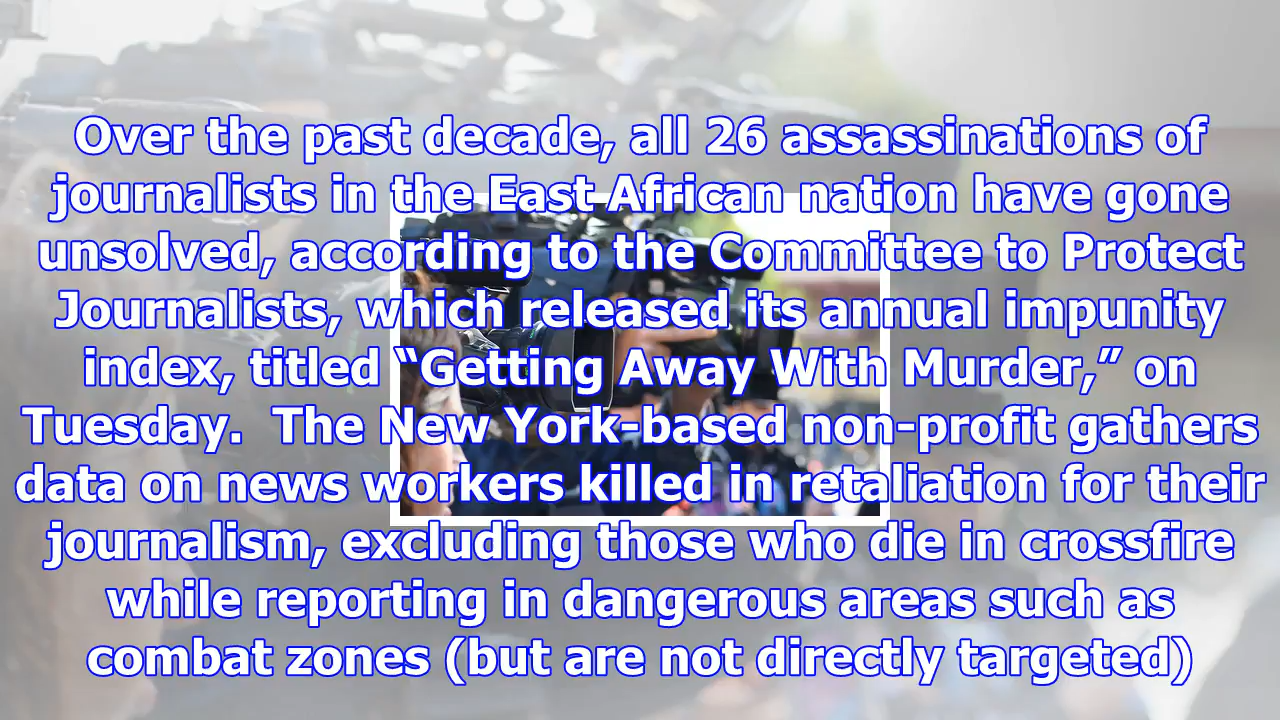 Over the past decade, all 26 assassinations of
journalists in the East African nation have gone
unsolved, according to the Committee to Protect
Journalists, which released its annual impunity
index, titled “Getting Away With Murder,” on
Tuesday.  The New York-based non-profit gathers
data on news workers killed in retaliation for their
journalism, excluding those who die in crossfire
while reporting in dangerous areas such as
combat zones (but are not directly targeted)